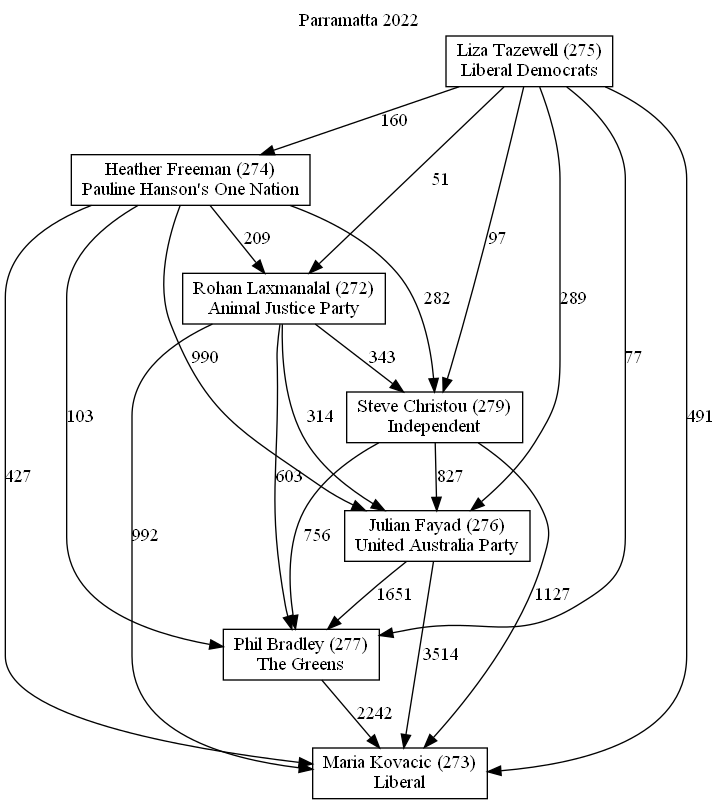 Parramatta 2022
Liza Tazewell (275)
Liberal Democrats
160
Heather Freeman (274)
Pauline Hanson's One Nation
51
209
97
Rohan Laxmanalal (272)
Animal Justice Party
282
289
990
343
77
Steve Christou (279)
Independent
103
314
491
427
603
827
992
756
Julian Fayad (276)
United Australia Party
1651
1127
Phil Bradley (277)
The Greens
3514
2242
Maria Kovacic (273)
Liberal